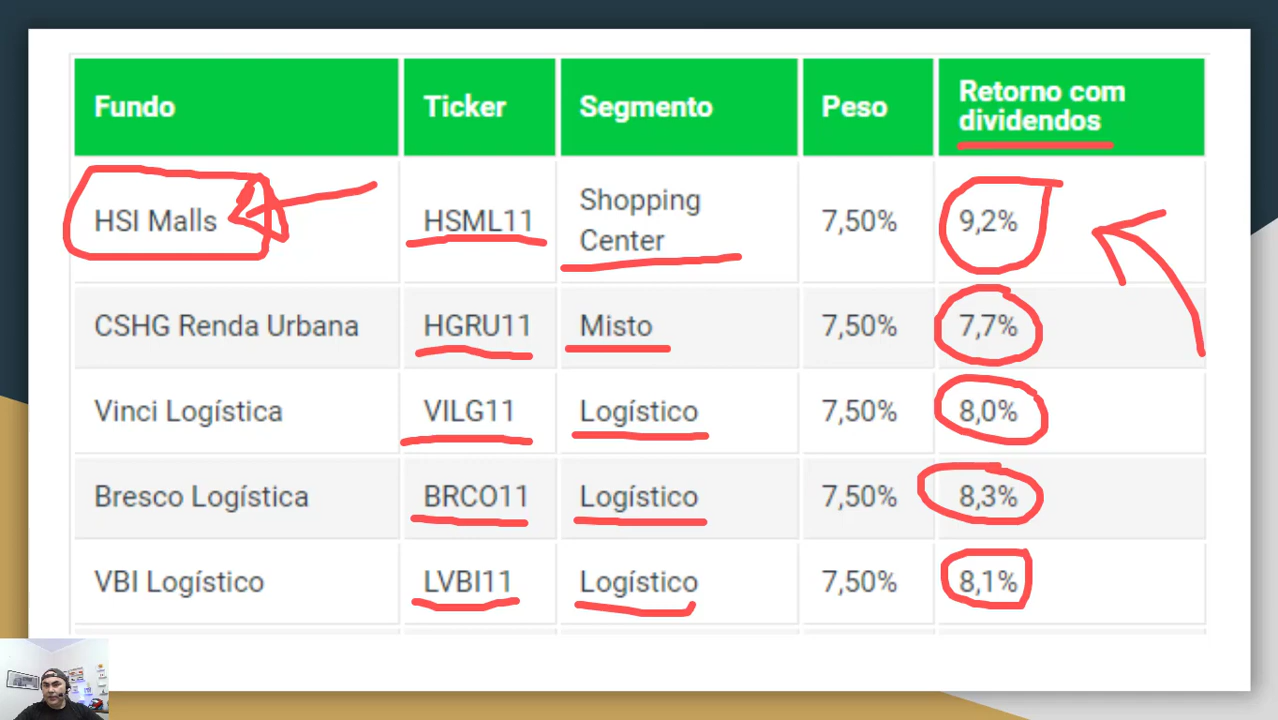 Fundo Ticker Segmento Peso Retorno com dividendos
HSI Malls HSML11 Shopping Center 7,50% 9,2%
CSHG Renda Urbana HGRU11 Misto 7,50% 7,7%
Vinci Logística VILG11 Logístico 7,50% 8,0%
Bresco Logística BRCO11 Logístico 7,50% 8,3%
VBI Logístico LVBI11 Logístico 7,50% 8,1%